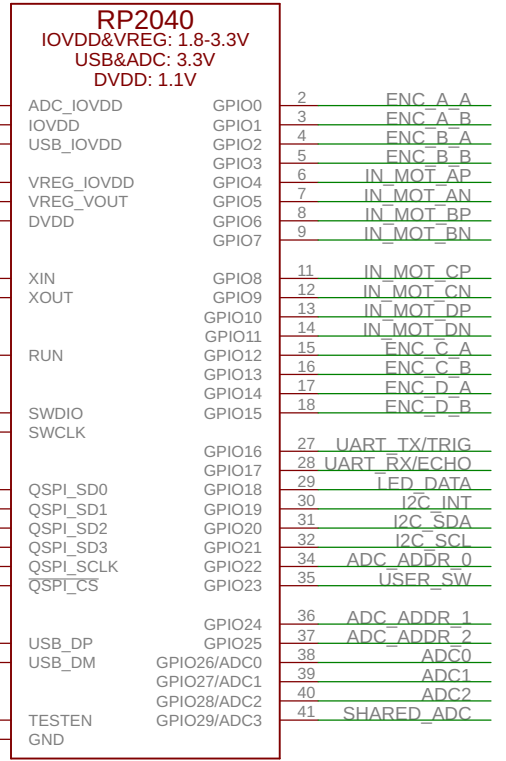 RP2040
IOVDD&VREG: 1.8-3.3V
USB&ADC: 3.3V
DVDD: 1.1V
ADC_IOVDD GPIO0 2 ENC_A_A
IOVDD GPIO1 3 ENC_A_B
USB_IOVDD GPIO2 4 ENC_B_A
GPIO3 5 ENC_B_B
VREG_IOVDD GPIO4 6 IN_MOT_AP
VREG_VOUT GPIO5 7 IN_MOT_AN
DVDD GPIO6 8 IN_MOT_BP
GPIO7 9 IN_MOT_BN
XIN GPIO8 11 IN_MOT_CP
XOUT GPIO9 12 IN_MOT_CN
GPIO10 13 IN_MOT_DP
GPIO11 14 IN_MOT_DN
RUN GPIO12 15 ENC_C_A
GPIO13 16 ENC_C_B
GPIO14 17 ENC_D_A
SWDIO GPIO15 18 ENC_D_B
SWCLK
GPIO16 27 UART_TX/TRIG
GPIO17 28 UART_RX/ECHO
QSPI_SD0 GPIO18 29 LED_DATA
QSPI_SD1 GPIO19 30 I2C_INT
QSPI_SD2 GPIO20 31 I2C_SDA
QSPI_SD3 GPIO21 32 I2C_SCL
QSPI_SCLK GPIO22 34 ADC_ADDR_0
QSPI_CS GPIO23 35 USER_SW
GPIO24 36 ADC_ADDR_1
USB_DP GPIO25 37 ADC_ADDR_2
USB_DM GPIO26/ADC0 38 ADC0
GPIO27/ADC1 39 ADC1
GPIO28/ADC2 40 ADC2
TESTEN GPIO29/ADC3 41 SHARED_ADC
GND